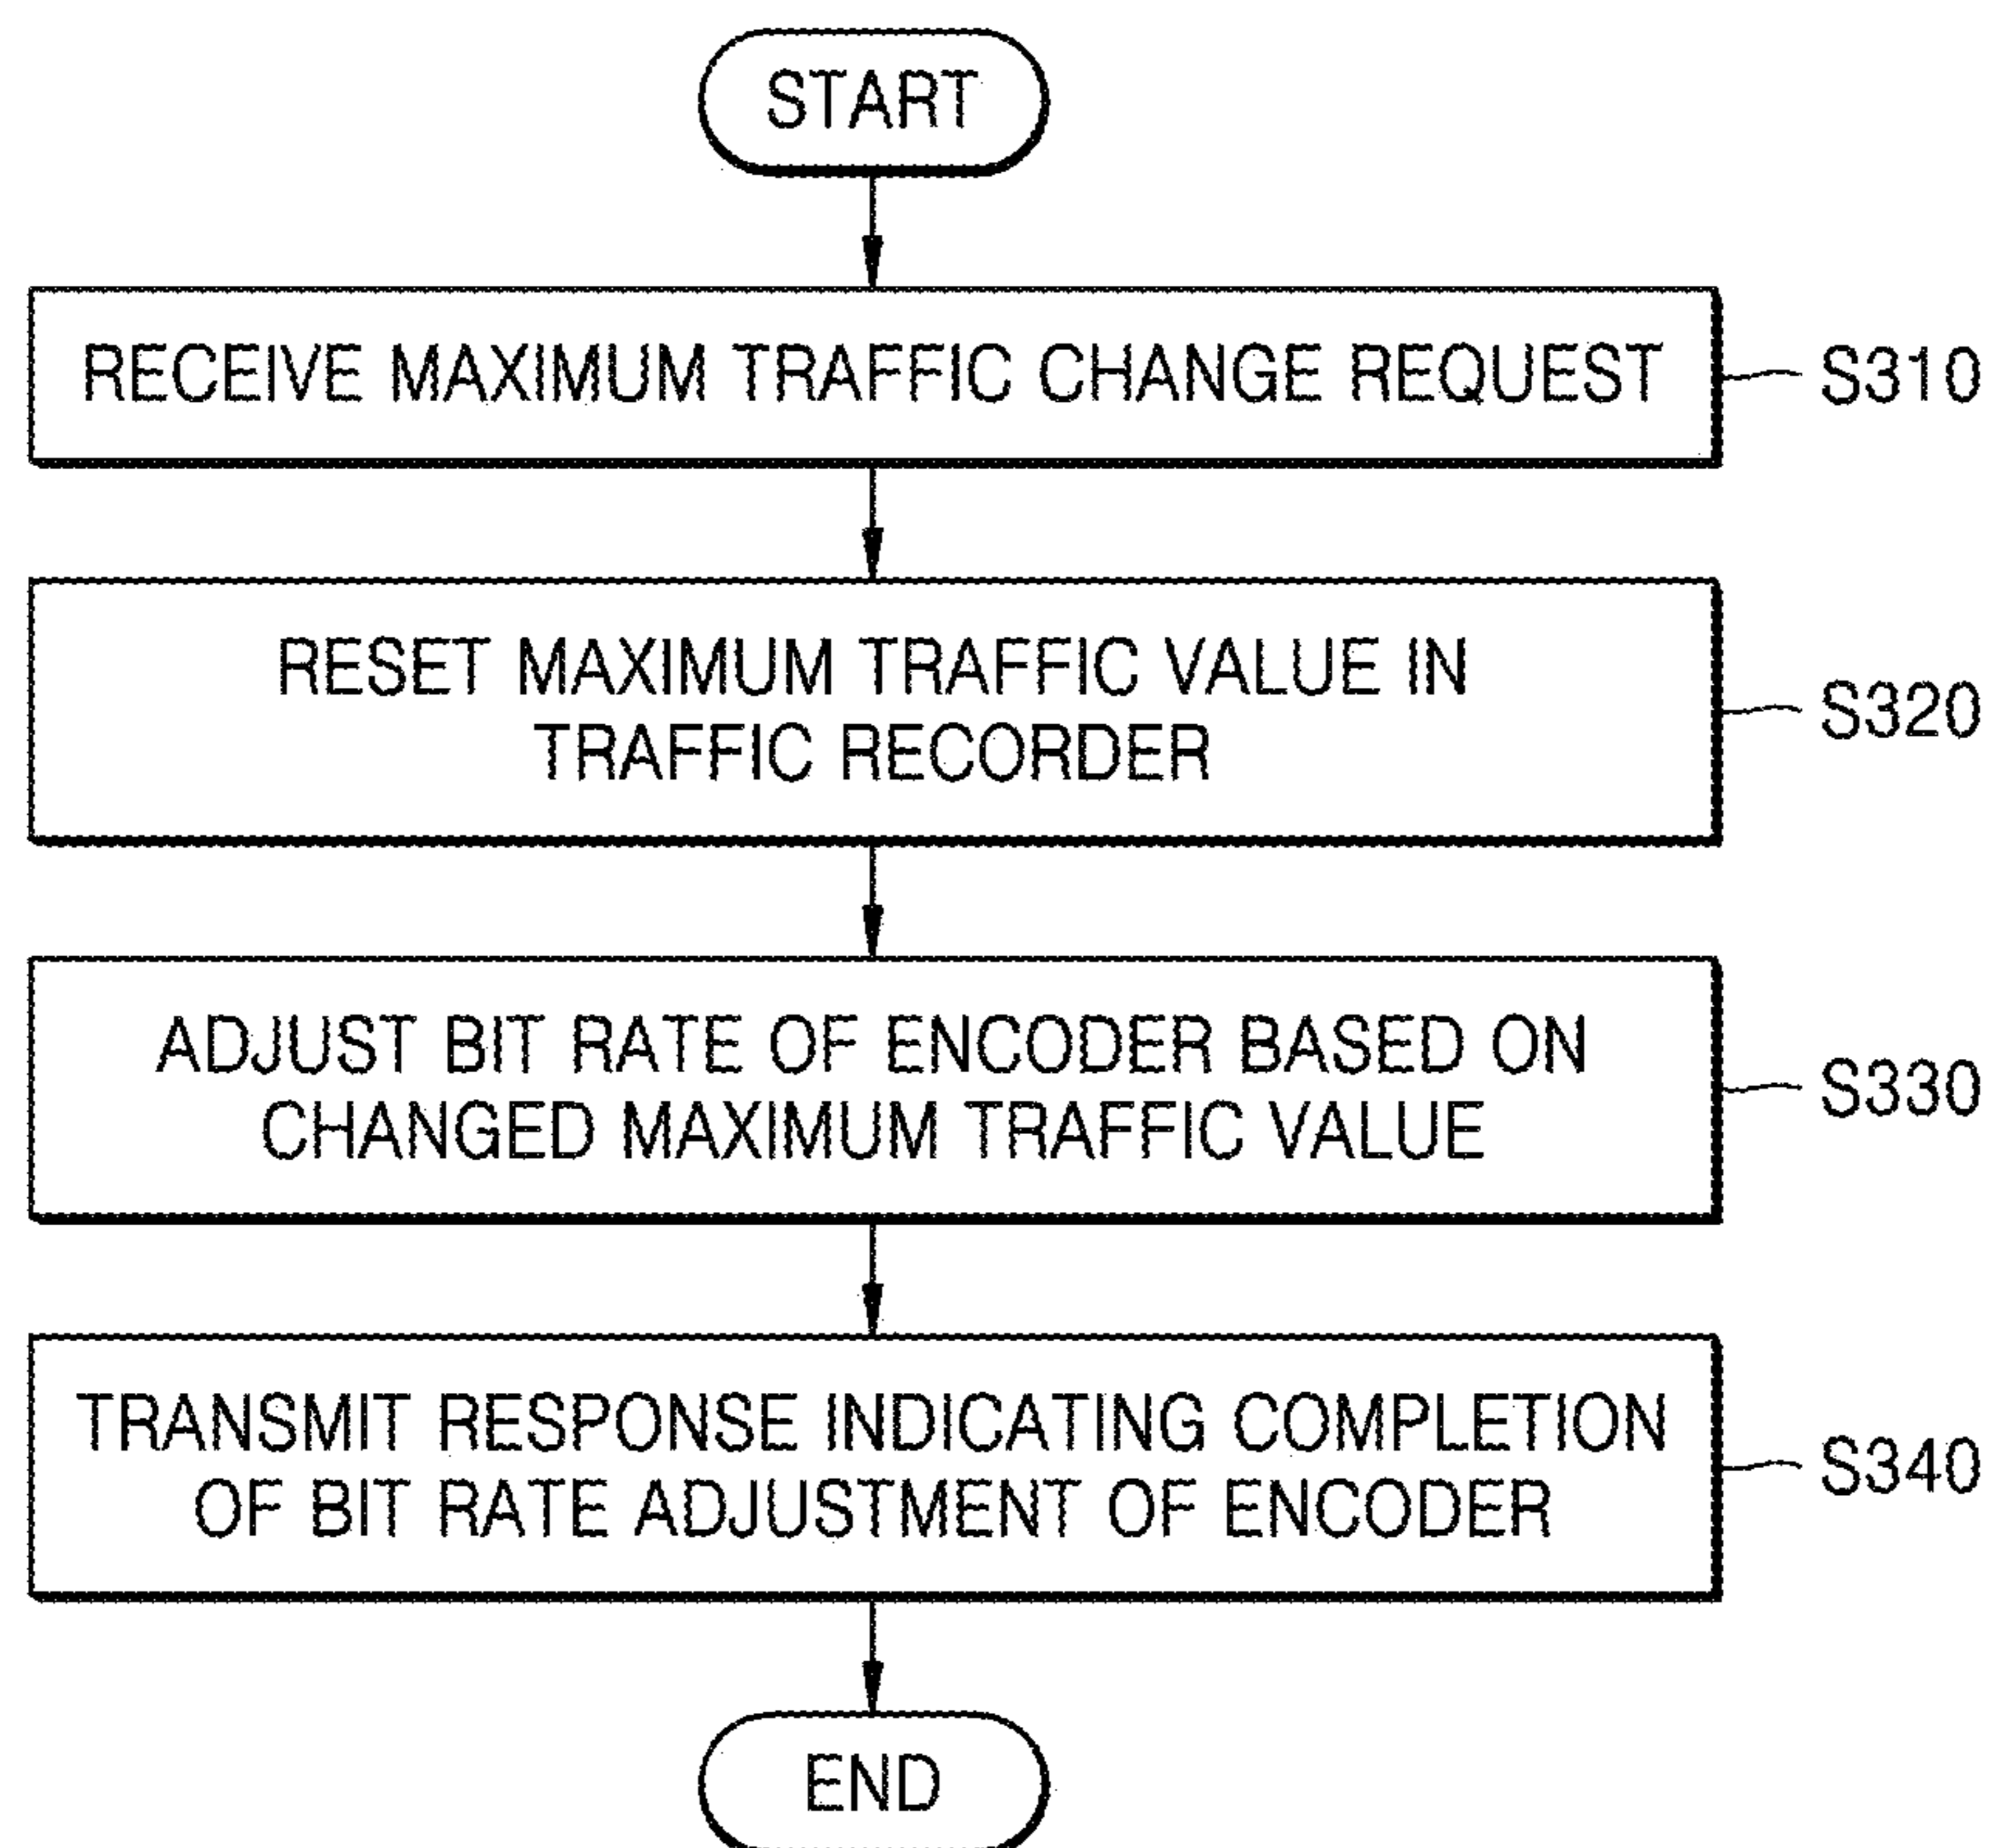 START
RECEIVE MAXIMUM TRAFFIC CHANGE REQUEST
S310
RESET MAXIMUM TRAFFIC VALUE IN
TRAFFIC RECORDER
S320
ADJUST BIT RATE OF ENCODER BASED ON
CHANGED MAXIMUM TRAFFIC VALUE
S330
TRANSMIT RESPONSE INDICATING COMPLETION
OF BIT RATE ADJUSTMENT OF ENCODER
S340
END